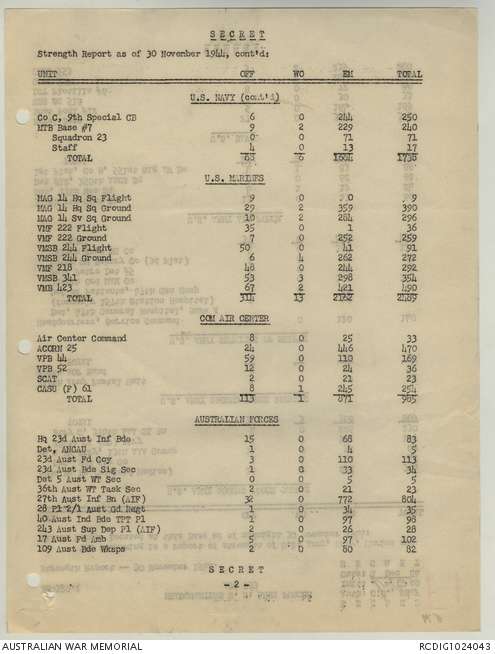 SECRET
Strength Report as of 30 November 1944, cont'd:
UNIT OFF WO EM TOTAL
U.S. NAVY (cont'd)
Co C, 9th Special CB 6 0 244 250
MTB Base #7 9 2 229 240
Squadron 23 0 0 71 71
Staff 4 0 13 17
TOTAL 68 6 1664 1738
U.S. MARINES
MAG 14 Hq Sq Flight 9 0 0 9
MAG 14 Hq Sq Ground 29 2 359 390
MAG 14 Sv Sq Ground 10 2 284 296
VMF 222 Flight 35 0 1 36
VMF 222 Ground 7 0 252 259
VMSB 244 Flight 50 0 41 91
VMSB 244 Ground 6 4 262 272
VMF 218 48 0 244 292
VMSB 341 53 3 298 354
VMB 423 67 2 421 490
TOTAL 314 13 2162 2489
COM AIR CENTER
Air Center Command 8 0 25 33
ACORN 25 24 0 446 470
VPB 44 59 0 110 169
VPB 52 12 0 24 36
SCAT 2 0 21 23
CASU (F) 61 8 1 245 254
TOTAL 113 1 871 985
AUSTRALIAN FORCES
Hq 23d Aust Inf Bde 15 0 68 83
Det, ANGAU 1 0 4 5
23d Aust Fd Coy 3 0 110 113
23d Aust Bde Sig Sec 1 0 33 34
Det 5 Aust WT Sec 0 0 5 5
36th Aust WT Task Sec 2 0 21 23
27th Aust Inf Bn (AIF) 32 0 772 804
28 Pl 2/1 Aust Gd Regt 1 0 34 35
40 Aust Ind Bde TPT Pl 1 0 97 98
243 Aust Sup Dep Pl (AIF) 2 0 26 28
17 Aust Fd Amb 5 0 97 102
109 Aust Bde Wksps 2 0 80 82
SECRET
- 2 -
AUSTRALIAN WAR MEMORIAL RCDIG1024043